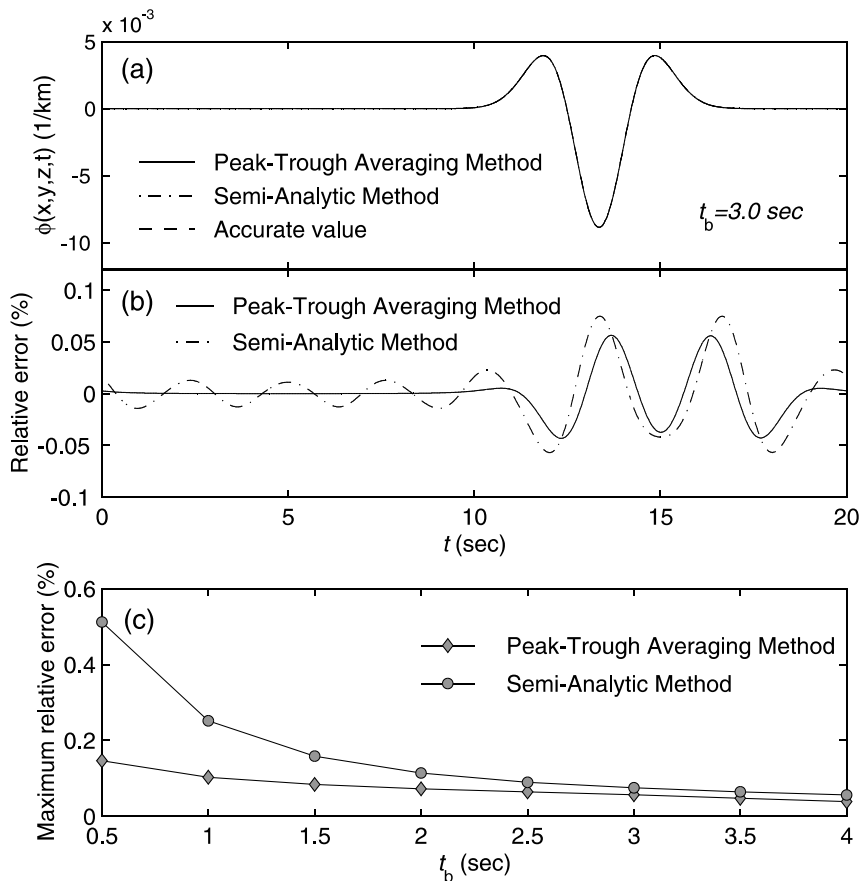 x 10-3
5
0
-5
-10
ϕ(x,y,z,t) (1/km)
(a)
Peak-Trough Averaging Method
Semi-Analytic Method
Accurate value
tb=3.0 sec
0.1
0.05
0
-0.05
-0.1
Relative error (%)
(b)
Peak-Trough Averaging Method
Semi-Analytic Method
0 5 10 15 20
t (sec)
0.6
0.4
0.2
0
Maximum relative error (%)
(c)
Peak-Trough Averaging Method
Semi-Analytic Method
0.5 1 1.5 2 2.5 3 3.5 4
tb (sec)